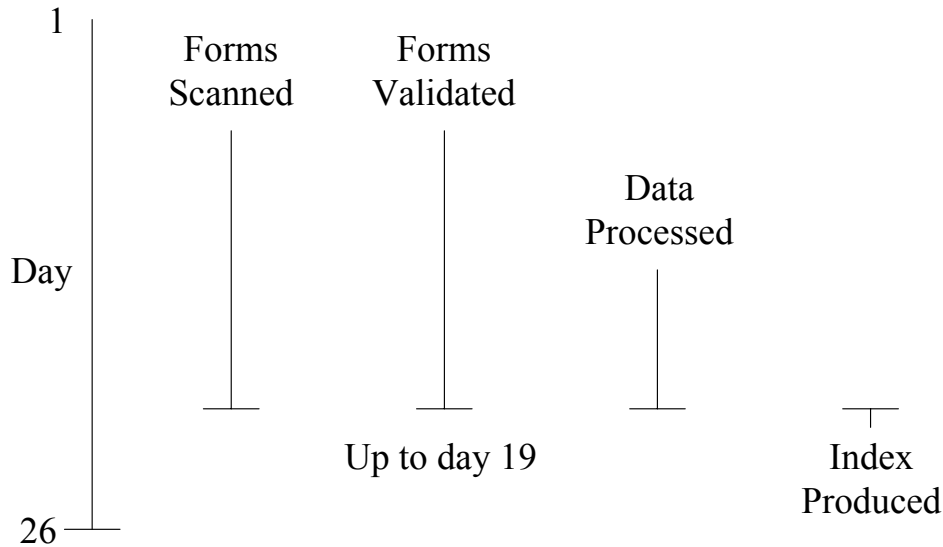 1
Forms
Scanned
Forms
Validated
Data
Processed
Day
Up to day 19
Index
Produced
26